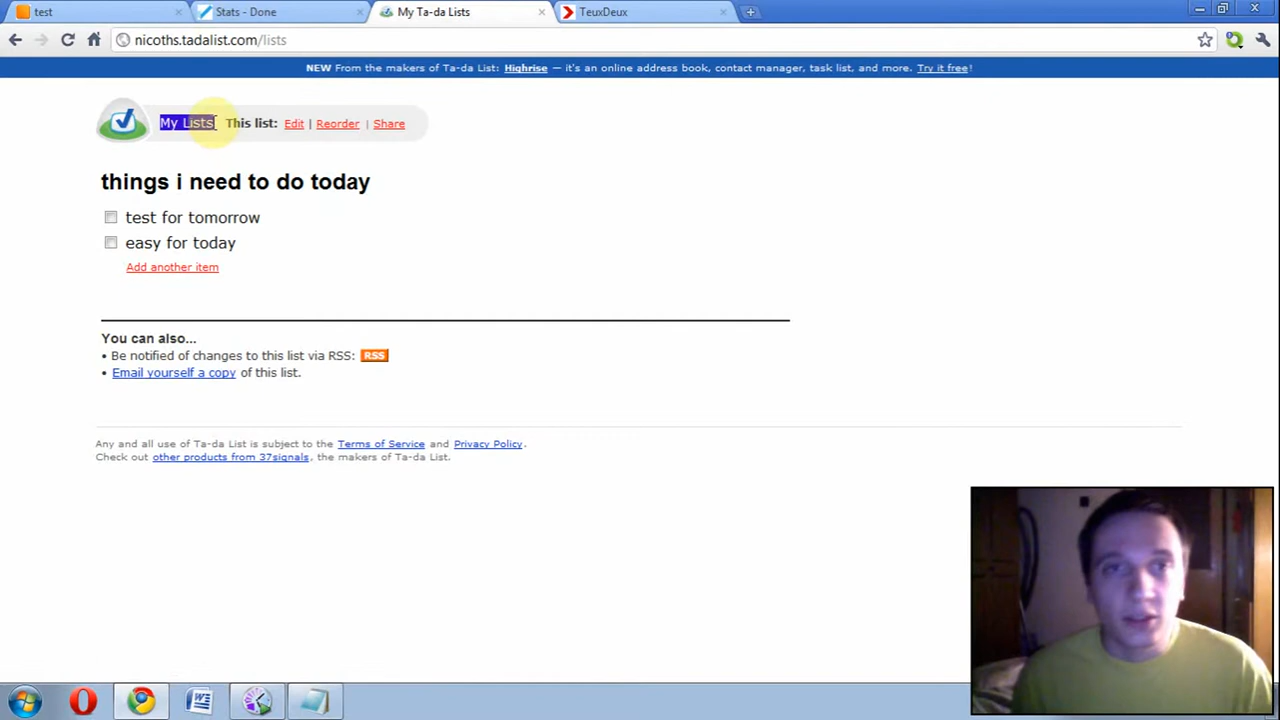 test
Stats - Done
My Ta-da Lists
TeuxDeux
nicoths.tadalist.com/lists
NEW From the makers of Ta-da List: Highrise — it's an online address book, contact manager, task list, and more. Try it free!
My Lists This list: Edit | Reorder | Share
things i need to do today
test for tomorrow
easy for today
Add another item
You can also...
• Be notified of changes to this list via RSS: RSS
• Email yourself a copy of this list.
Any and all use of Ta-da List is subject to the Terms of Service and Privacy Policy.
Check out other products from 37signals, the makers of Ta-da List.